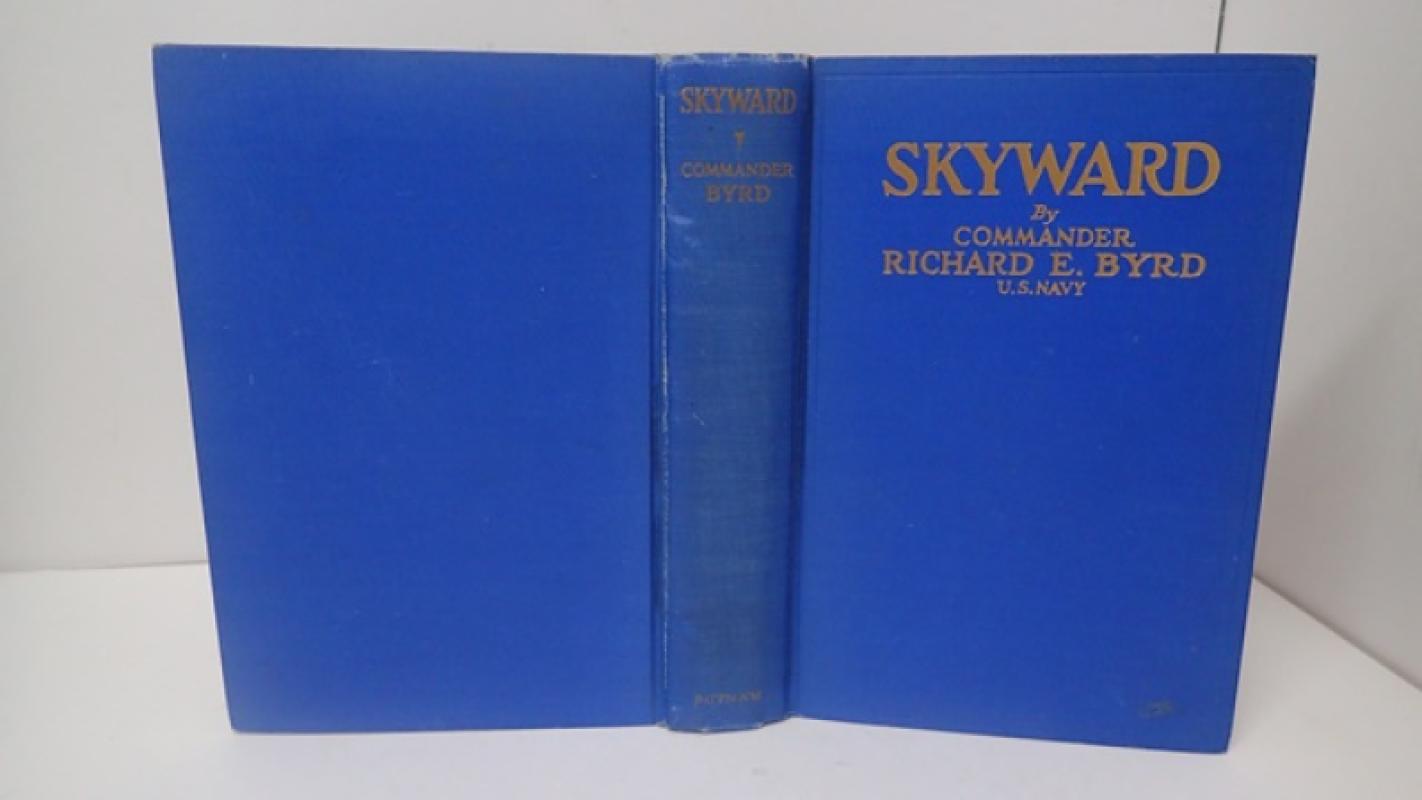 SKYWARD
COMMANDER
BYRD
PUTNAM
SKYWARD
By
COMMANDER
RICHARD E. BYRD
U.S. NAVY